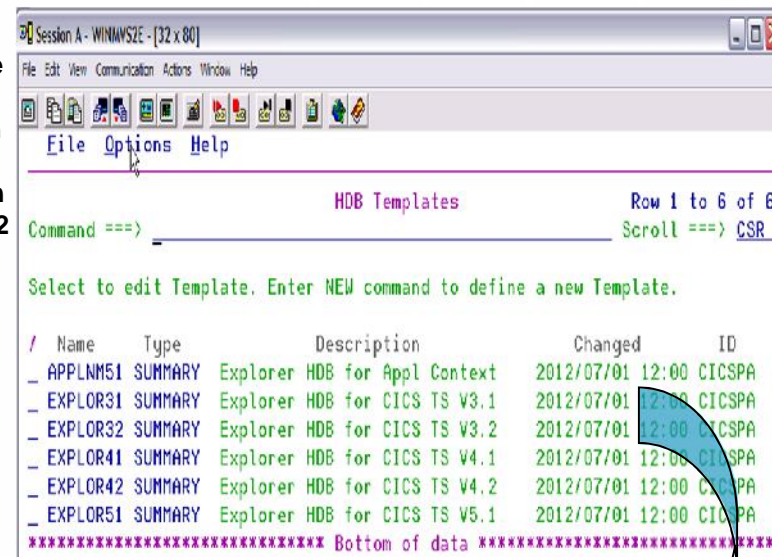 Session A - WINMVS2E - [32 x 80]
File Edit View Communication Actions Window Help
File Options Help
HDB Templates Row 1 to 6 of 6
Command ===> Scroll ===> CSR
Select to edit Template. Enter NEW command to define a new Template.
/ Name Type Description Changed ID
_ APPLNM51 SUMMARY Explorer HDB for Appl Context 2012/07/01 12:00 CICSPA
_ EXPLOR31 SUMMARY Explorer HDB for CICS TS V3.1 2012/07/01 12:00 CICSPA
_ EXPLOR32 SUMMARY Explorer HDB for CICS TS V3.2 2012/07/01 12:00 CICSPA
_ EXPLOR41 SUMMARY Explorer HDB for CICS TS V4.1 2012/07/01 12:00 CICSPA
_ EXPLOR42 SUMMARY Explorer HDB for CICS TS V4.2 2012/07/01 12:00 CICSPA
_ EXPLOR51 SUMMARY Explorer HDB for CICS TS V5.1 2012/07/01 12:00 CICSPA
******************************* Bottom of data *******************************